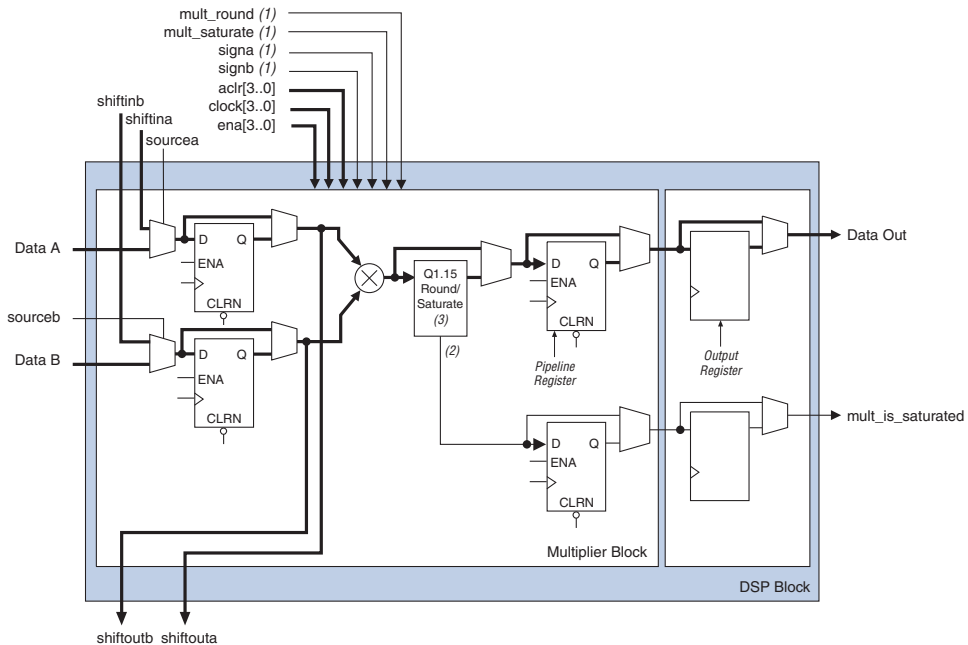 mult_round (1)
mult_saturate (1)
signa (1)
signb (1)
aclr[3..0]
clock[3..0]
ena[3..0]
shiftinb
shiftina
sourcea
Data A
D Q
ENA
CLRN
sourceb
Data B
D Q
ENA
CLRN
Q1.15
Round/
Saturate
(3)
(2)
D
Q
ENA
CLRN
Pipeline
Register
Output
Register
Data Out
D Q
ENA
CLRN
mult_is_saturated
Multiplier Block
DSP Block
shiftoutb shiftouta